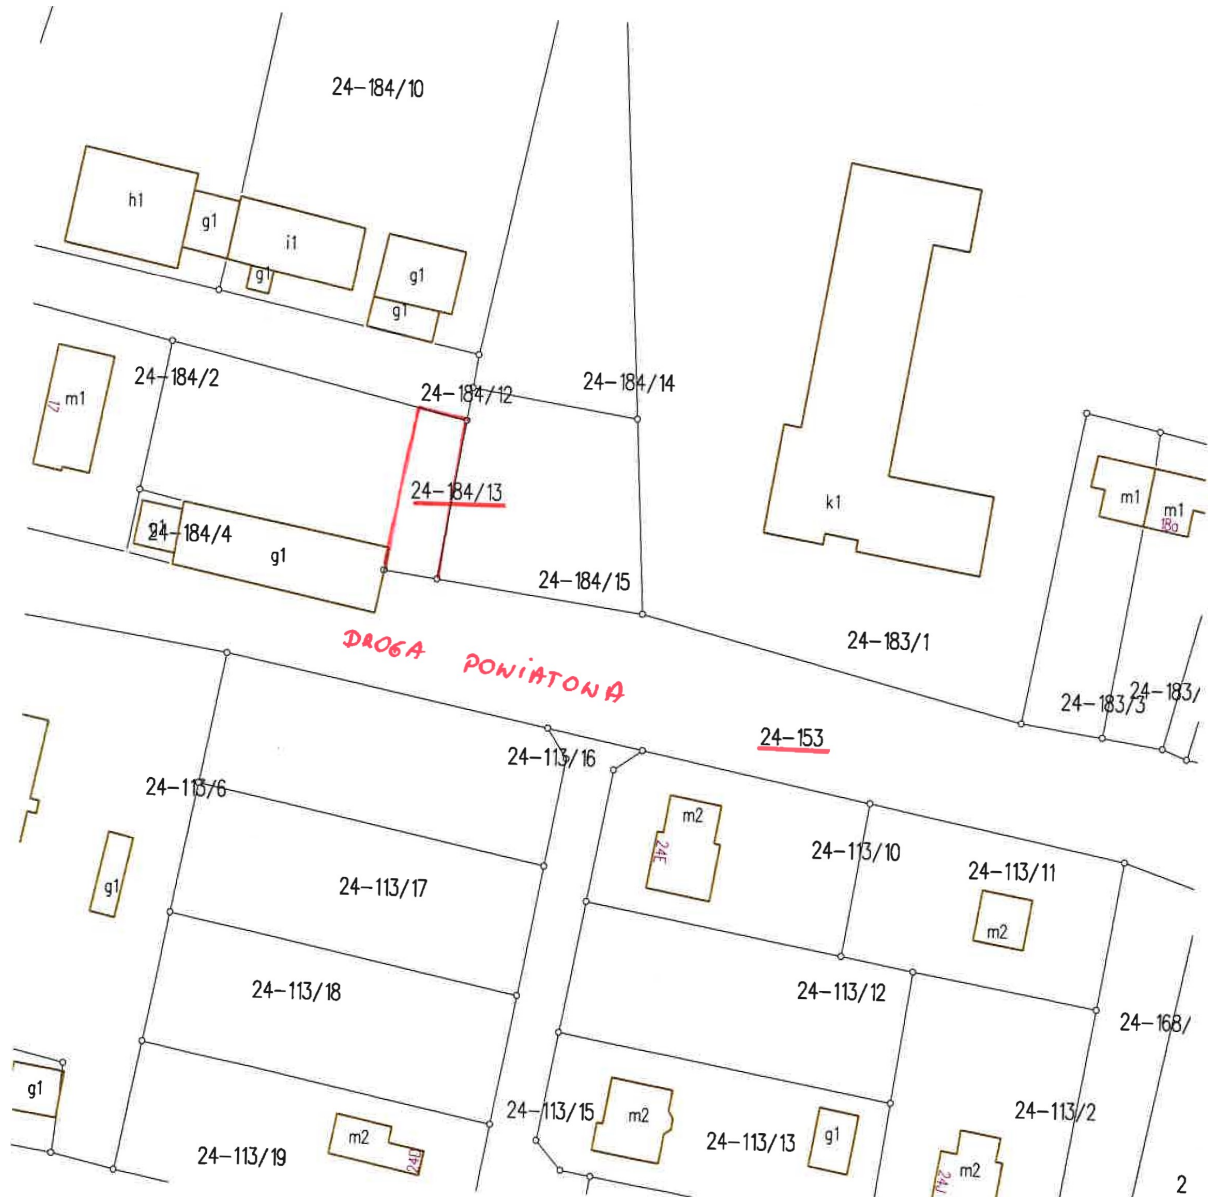 24-184/10
h1
g1
i1
g1
g1
g1
24-184/2
24-184/12
24-184/14
m1
17
24-184/13
k1
m1
m1
18a
g1
24-184/4
g1
24-184/15
DROGA POWIATOWA
24-183/1
24-183/3
24-183/
24-153
24-113/16
24-113/6
m2
24E
24-113/10
24-113/11
g1
24-113/17
m2
24-113/18
24-113/12
24-168/
g1
24-113/15
m2
24-113/13
g1
24-113/2
m2
24D
24-113/19
m2
24J
2